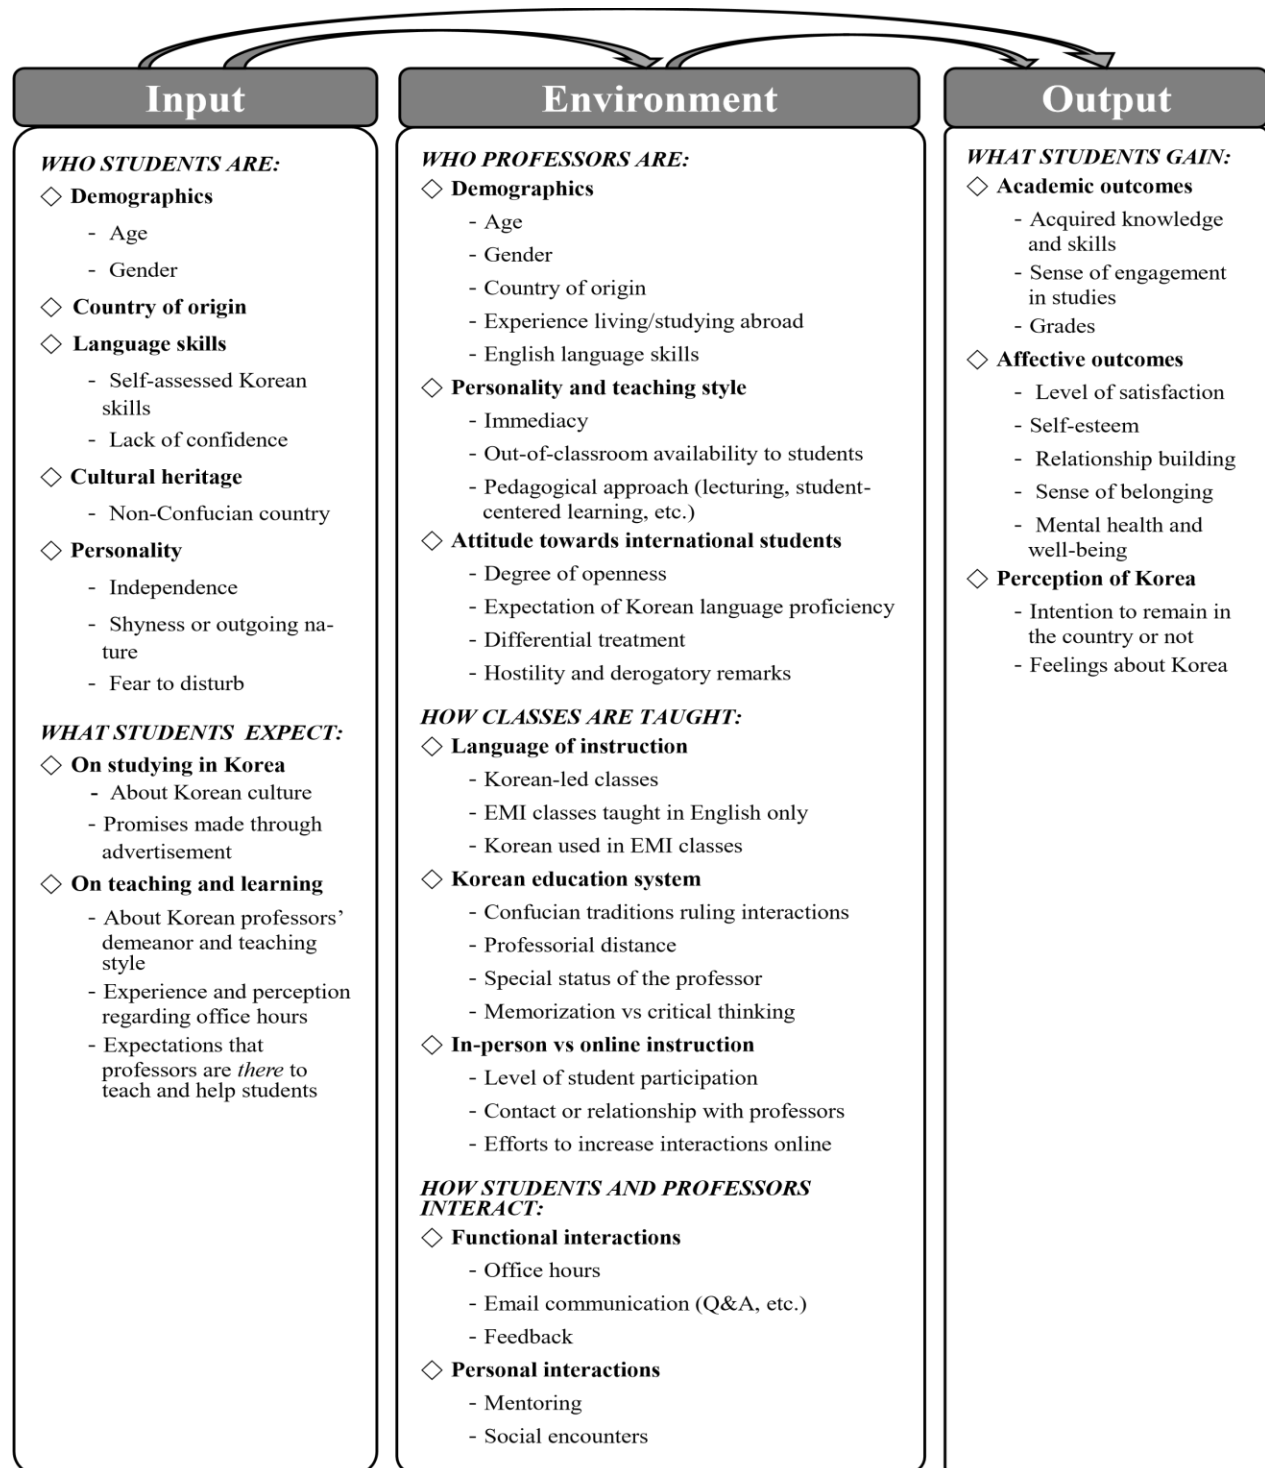 Input
WHO STUDENTS ARE:
◇ Demographics
- Age
- Gender
◇ Country of origin
◇ Language skills
- Self-assessed Korean
skills
- Lack of confidence
◇ Cultural heritage
- Non-Confucian country
◇ Personality
- Independence
- Shyness or outgoing na-
ture
- Fear to disturb
WHAT STUDENTS EXPECT:
◇ On studying in Korea
- About Korean culture
- Promises made through
advertisement
◇ On teaching and learning
- About Korean professors’
demeanor and teaching
style
- Experience and perception
regarding office hours
- Expectations that
professors are there to
teach and help students
Environment
WHO PROFESSORS ARE:
◇ Demographics
- Age
- Gender
- Country of origin
- Experience living/studying abroad
- English language skills
◇ Personality and teaching style
- Immediacy
- Out-of-classroom availability to students
- Pedagogical approach (lecturing, student-
centered learning, etc.)
◇ Attitude towards international students
- Degree of openness
- Expectation of Korean language proficiency
- Differential treatment
- Hostility and derogatory remarks
HOW CLASSES ARE TAUGHT:
◇ Language of instruction
- Korean-led classes
- EMI classes taught in English only
- Korean used in EMI classes
◇ Korean education system
- Confucian traditions ruling interactions
- Professorial distance
- Special status of the professor
- Memorization vs critical thinking
◇ In-person vs online instruction
- Level of student participation
- Contact or relationship with professors
- Efforts to increase interactions online
HOW STUDENTS AND PROFESSORS
INTERACT:
◇ Functional interactions
- Office hours
- Email communication (Q&A, etc.)
- Feedback
◇ Personal interactions
- Mentoring
- Social encounters
Output
WHAT STUDENTS GAIN:
◇ Academic outcomes
- Acquired knowledge
and skills
- Sense of engagement
in studies
- Grades
◇ Affective outcomes
- Level of satisfaction
- Self-esteem
- Relationship building
- Sense of belonging
- Mental health and
well-being
◇ Perception of Korea
- Intention to remain in
the country or not
- Feelings about Korea